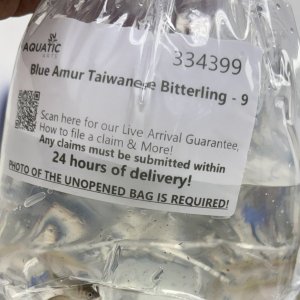 AQUATIC
ARTS
334399
Blue Amur Taiwanese Bitterling - 9
Scan here for our Live Arrival Guarantee,
How to file a claim & More!
Any claims must be submitted within
24 hours of delivery!
PHOTO OF THE UNOPENED BAG IS REQUIRED!